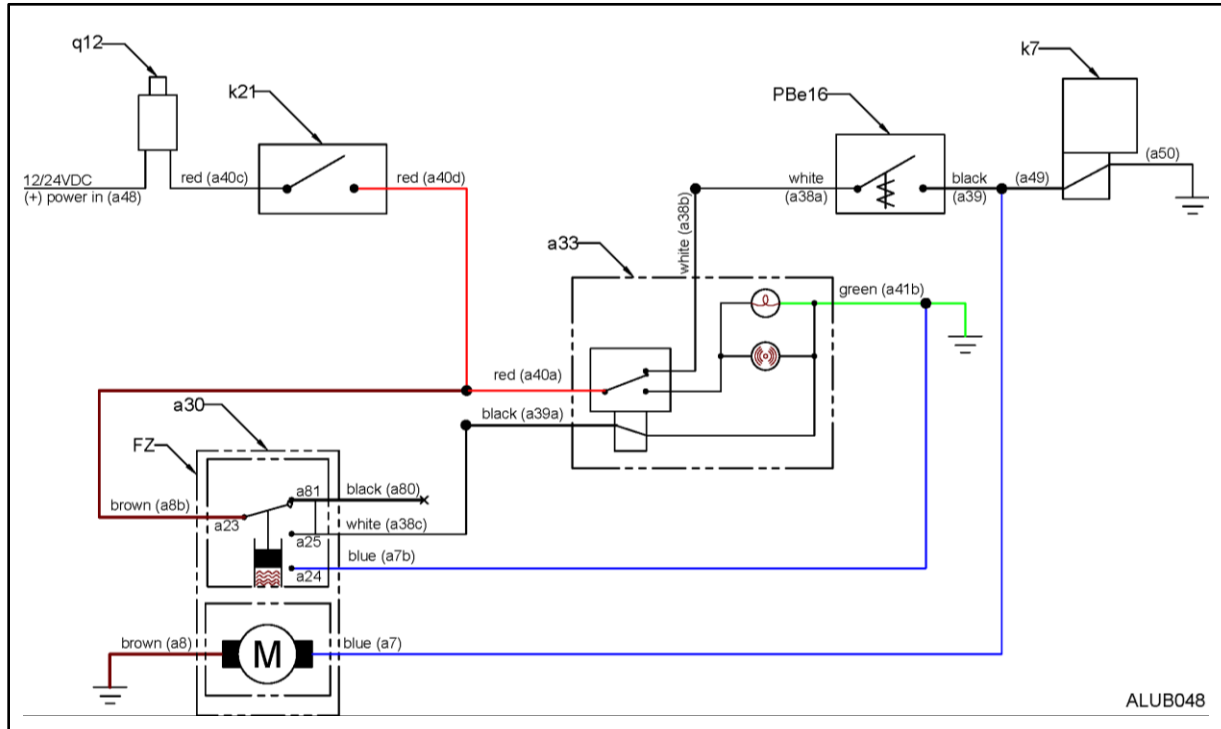 q12
k21
k7
PBe16
12/24VDC
(+) power in (a48)
red (a40c)
red (a40d)
white
(a38a)
black
(a39)
(a49)
(a50)
white (a38b)
a33
green (a41b)
red (a40a)
black (a39a)
a30
FZ
brown (a8b)
a23
a81
black (a80)
white (a38c)
a25
blue (a7b)
a24
brown (a8)
M
blue (a7)
ALUB048